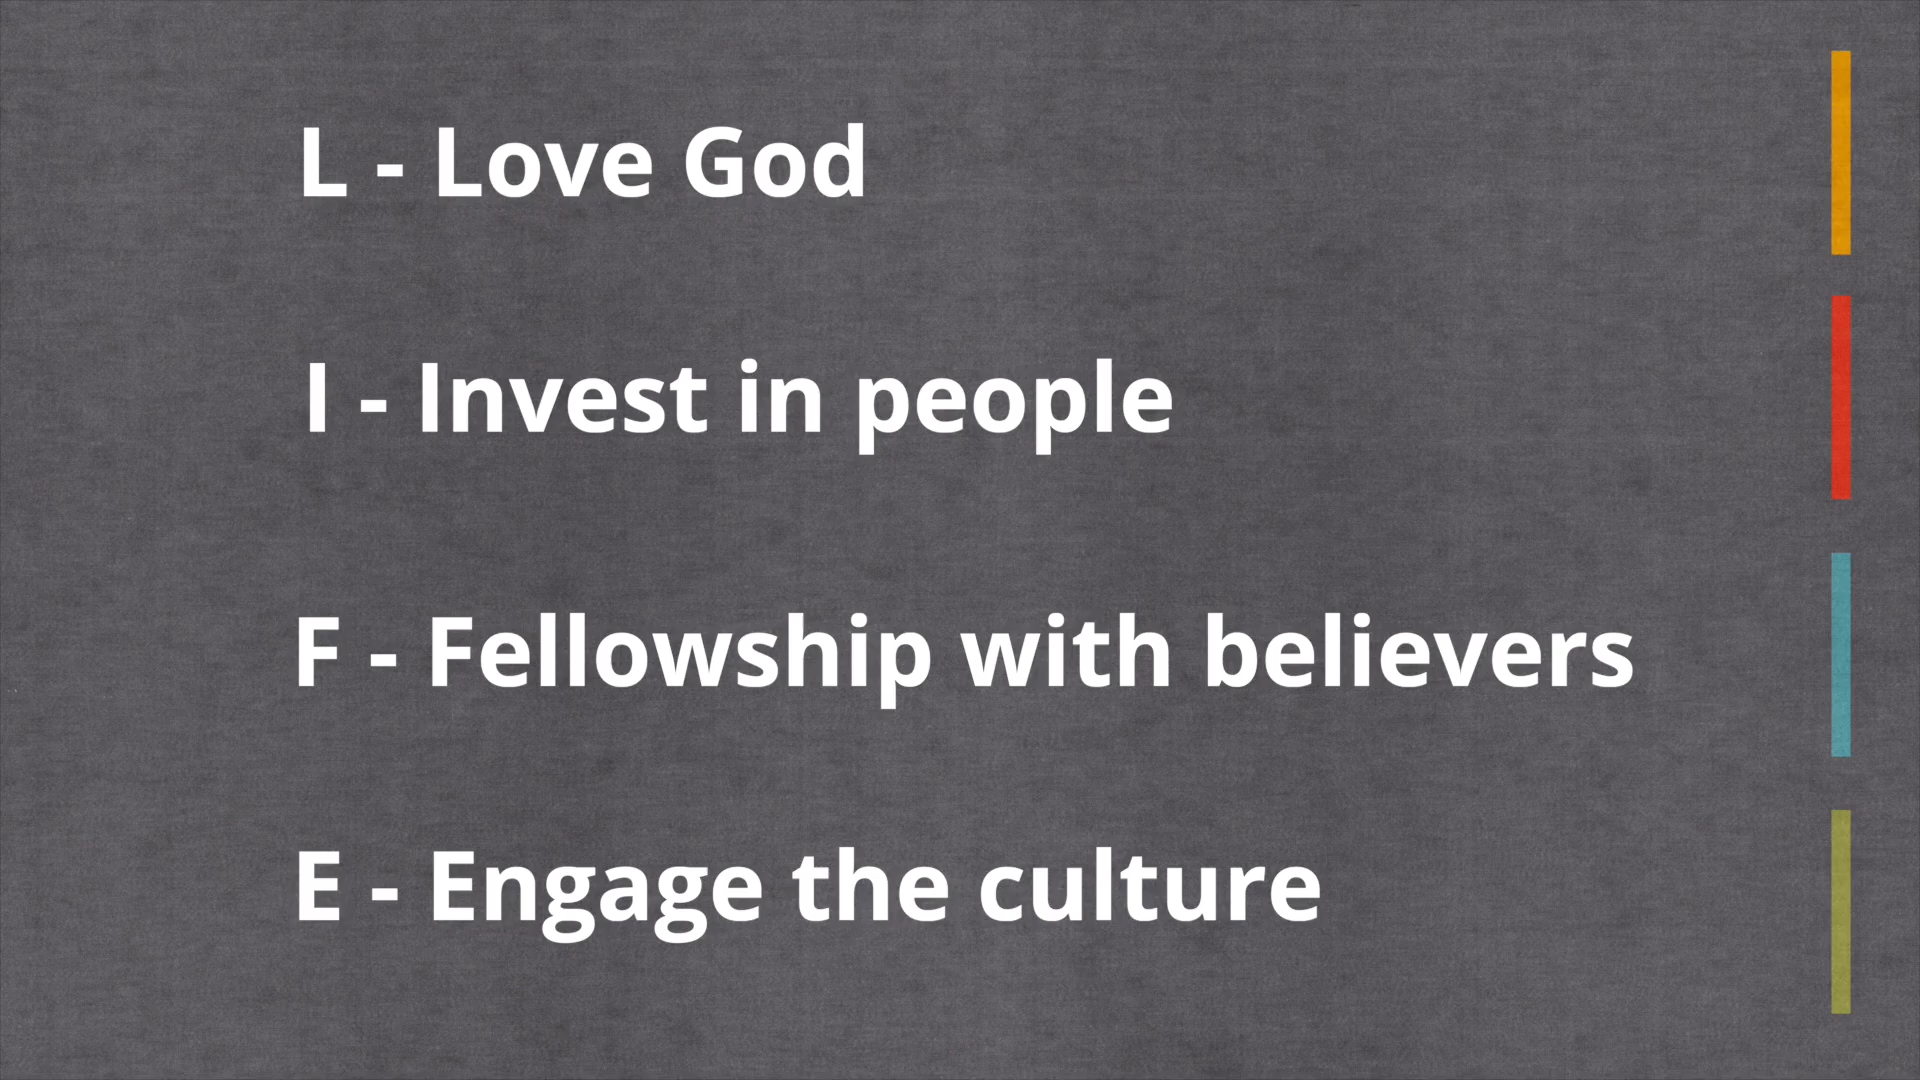 L - Love God
I - Invest in people
F - Fellowship with believers
E - Engage the culture